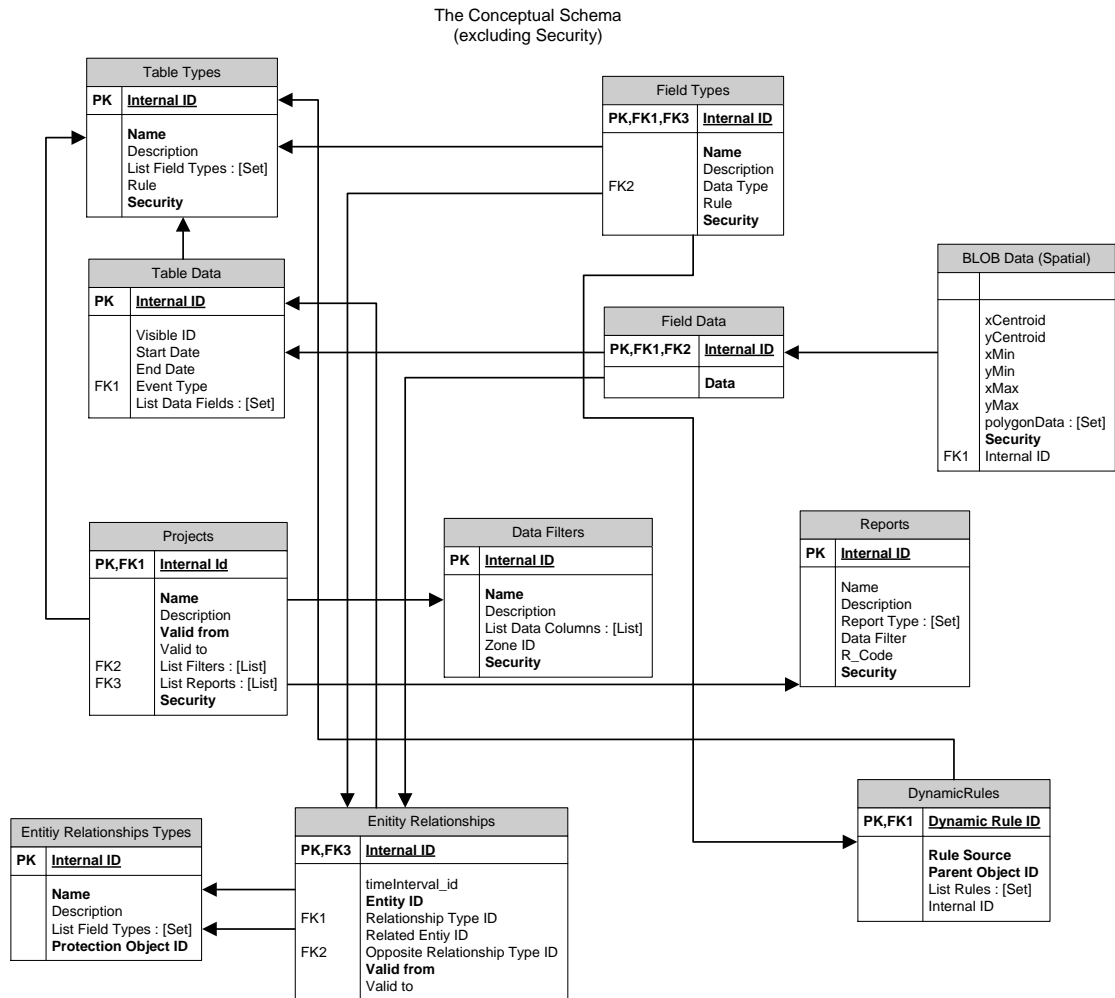 The Conceptual Schema
(excluding Security)
Table Types
PK Internal ID
Name
Description
List Field Types : [Set]
Rule
Security
Field Types
PK,FK1,FK3 Internal ID
Name
Description
FK2 Data Type
Rule
Security
Table Data
PK Internal ID
Visible ID
Start Date
End Date
FK1 Event Type
List Data Fields : [Set]
Field Data
PK,FK1,FK2 Internal ID
Data
BLOB Data (Spatial)
xCentroid
yCentroid
xMin
yMin
xMax
yMax
polygonData : [Set]
Security
FK1 Internal ID
Projects
PK,FK1 Internal Id
Name
Description
Valid from
Valid to
FK2 List Filters : [List]
FK3 List Reports : [List]
Security
Data Filters
PK Internal ID
Name
Description
List Data Columns : [List]
Zone ID
Security
Reports
PK Internal ID
Name
Description
Report Type : [Set]
Data Filter
R_Code
Security
Entitiy Relationships Types
PK Internal ID
Name
Description
List Field Types : [Set]
Protection Object ID
Enitity Relationships
PK,FK3 Internal ID
timeInterval_id
Entity ID
FK1 Relationship Type ID
Related Entiy ID
FK2 Opposite Relationship Type ID
Valid from
Valid to
DynamicRules
PK,FK1 Dynamic Rule ID
Rule Source
Parent Object ID
List Rules : [Set]
Internal ID